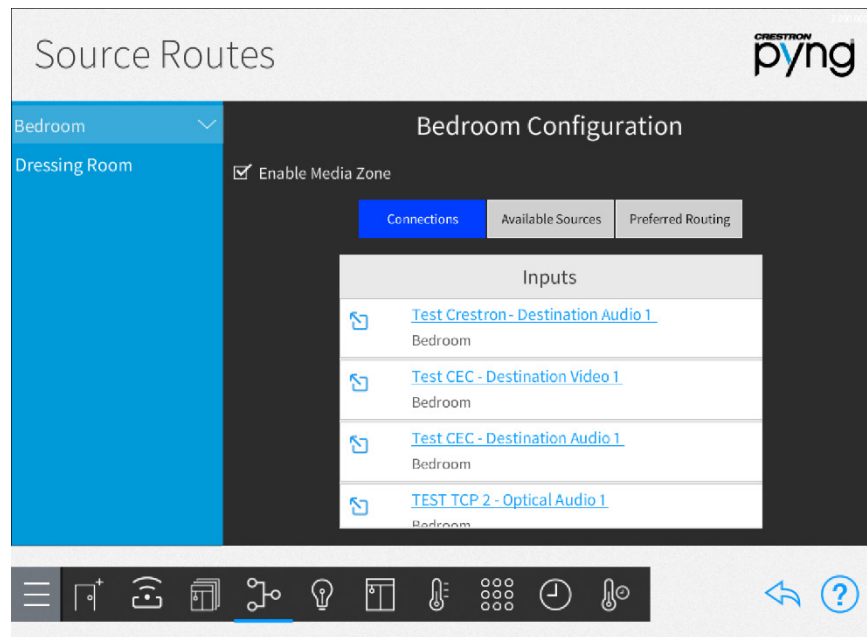 Source Routes
CRESTRON
pyng
Bedroom
Dressing Room
Bedroom Configuration
Enable Media Zone
Connections
Available Sources
Preferred Routing
Inputs
Test Crestron - Destination Audio 1
Bedroom
Test CEC - Destination Video 1
Bedroom
Test CEC - Destination Audio 1
Bedroom
TEST TCP 2 - Optical Audio 1
Bedroom
?